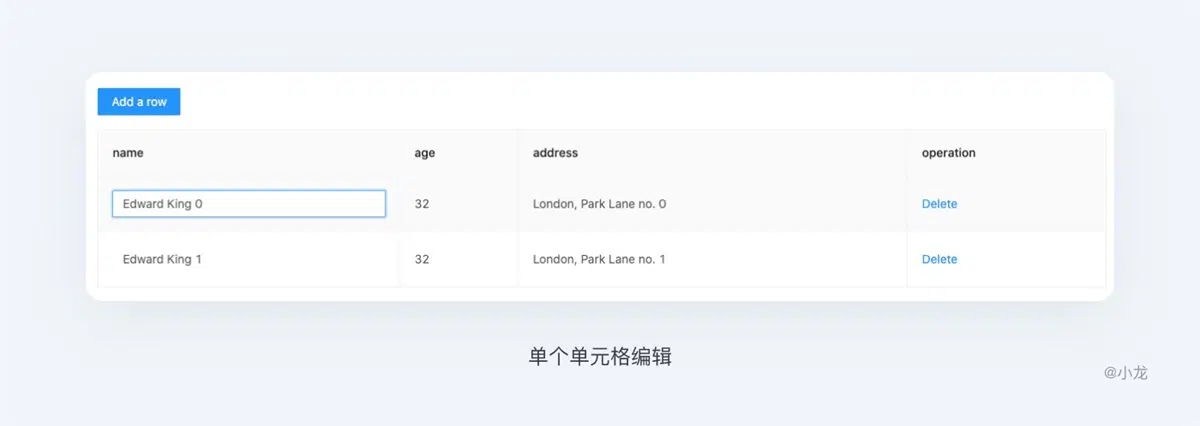 Add a row
name age address operation
Edward King 0 32 London, Park Lane no. 0 Delete
Edward King 1 32 London, Park Lane no. 1 Delete
单个单元格编辑
@小龙